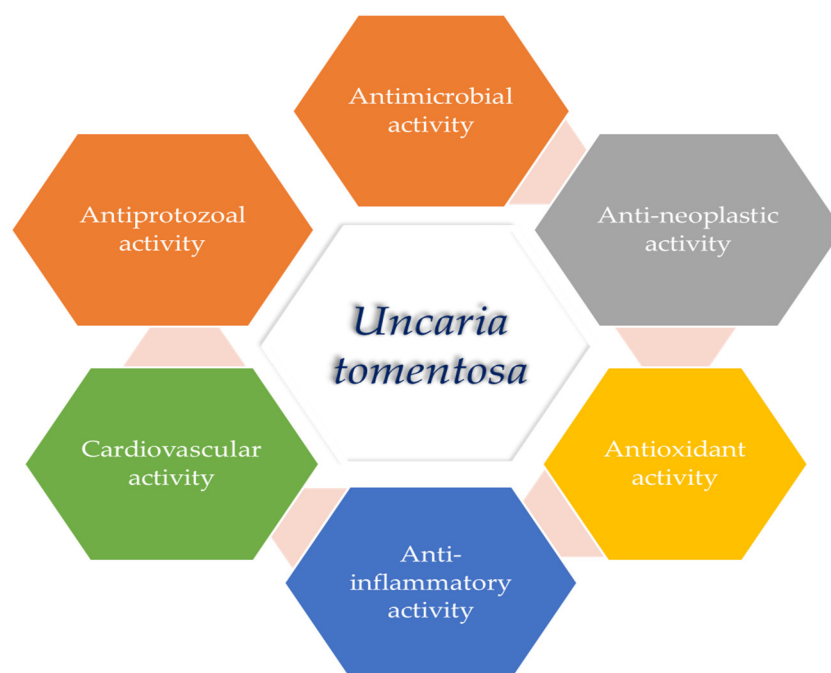 Antimicrobial
activity
Antiprotozoal
activity
Anti-neoplastic
activity
Uncaria
tomentosa
Cardiovascular
activity
Antioxidant
activity
Anti-
inflammatory
activity